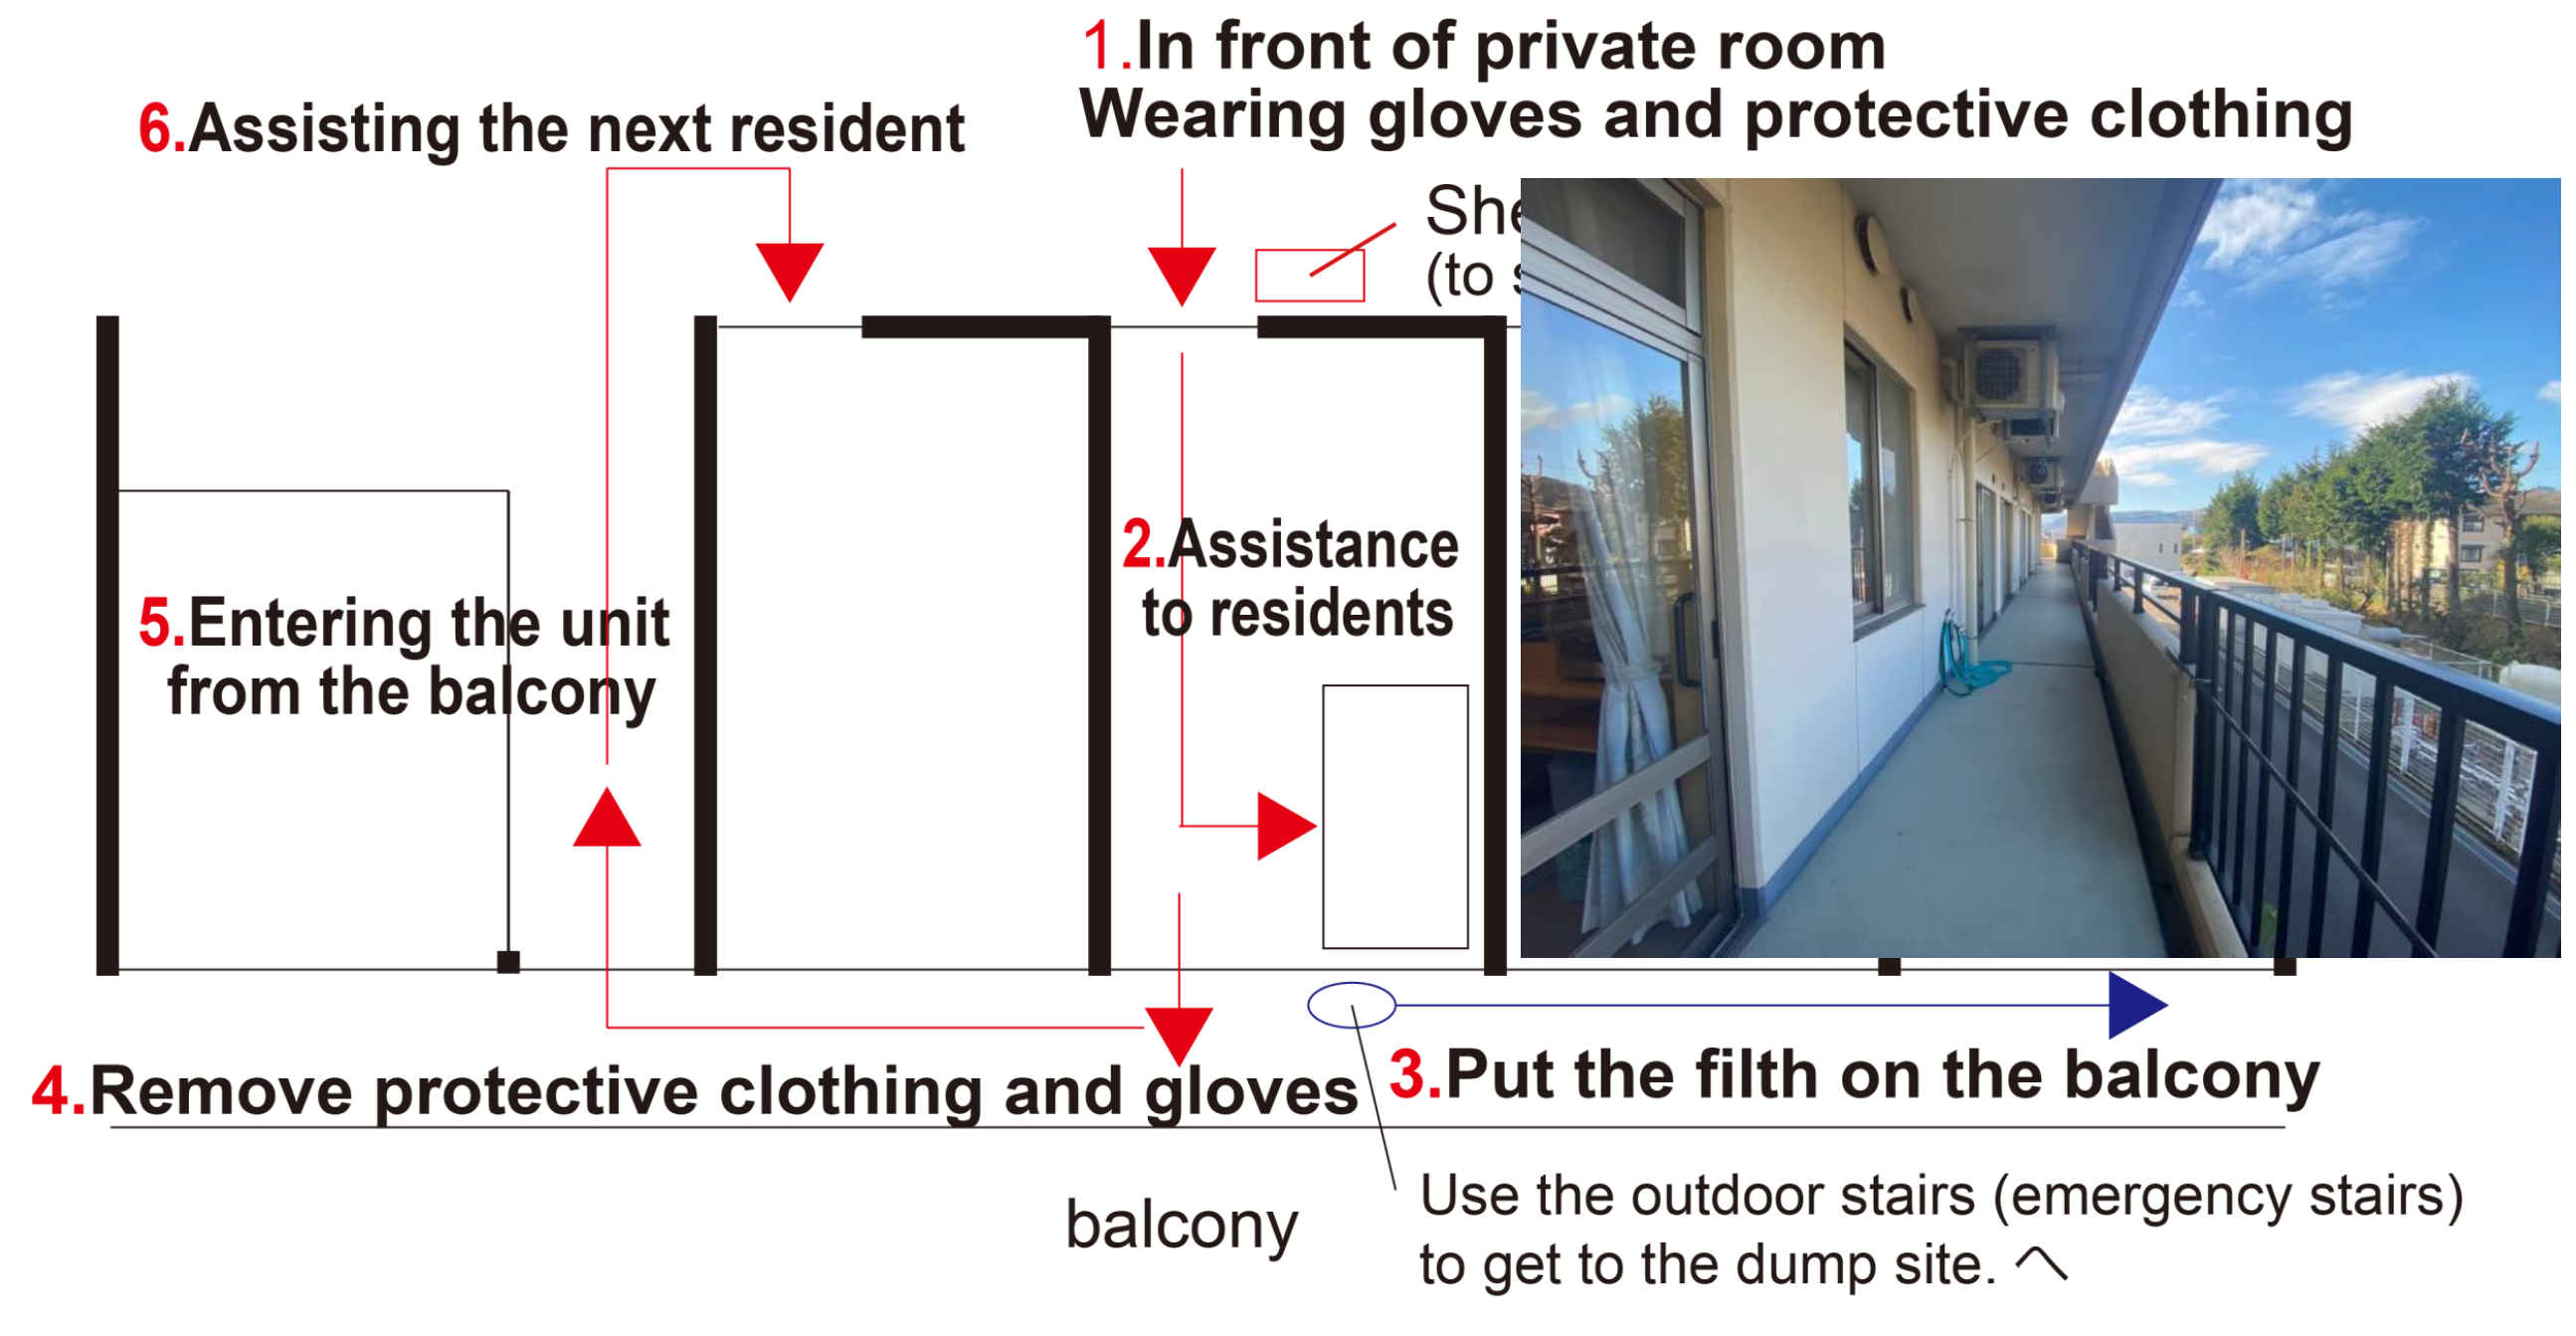 1.In front of private room
Wearing gloves and protective clothing
6.Assisting the next resident
(to
2.Assistance
to residents
5.Entering the unit
from the balcony
4.Remove protective clothing and gloves
3.Put the filth on the balcony
balcony
Use the outdoor stairs (emergency stairs)
to get to the dump site. へ